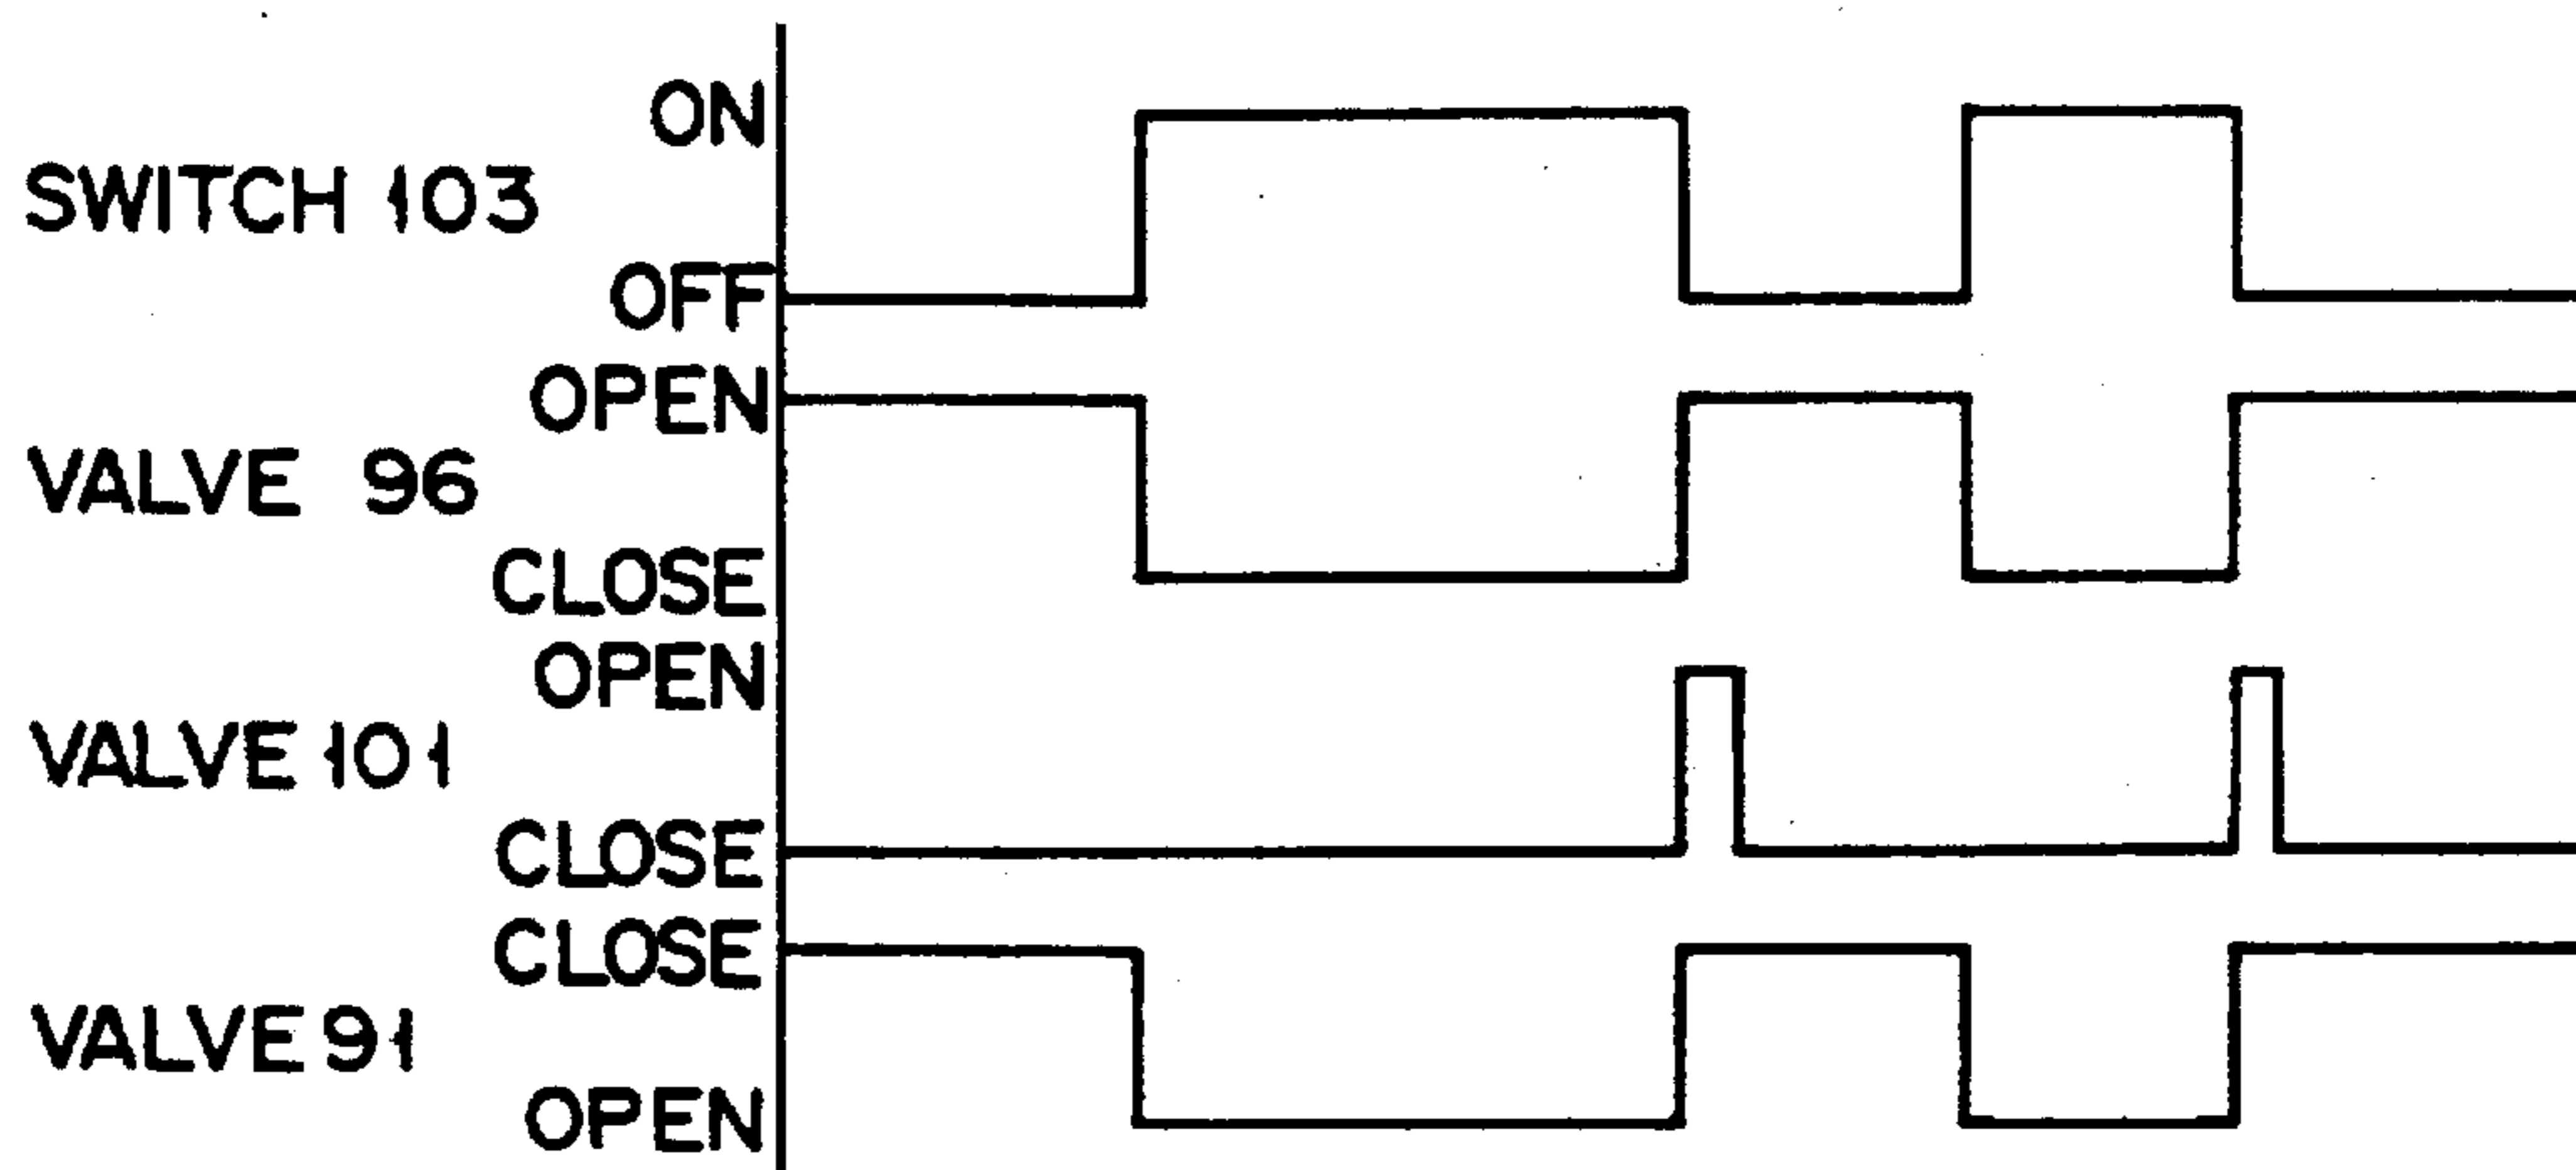 ON
SWITCH 103
OFF
OPEN
VALVE 96
CLOSE
OPEN
VALVE 101
CLOSE
CLOSE
VALVE 91
OPEN